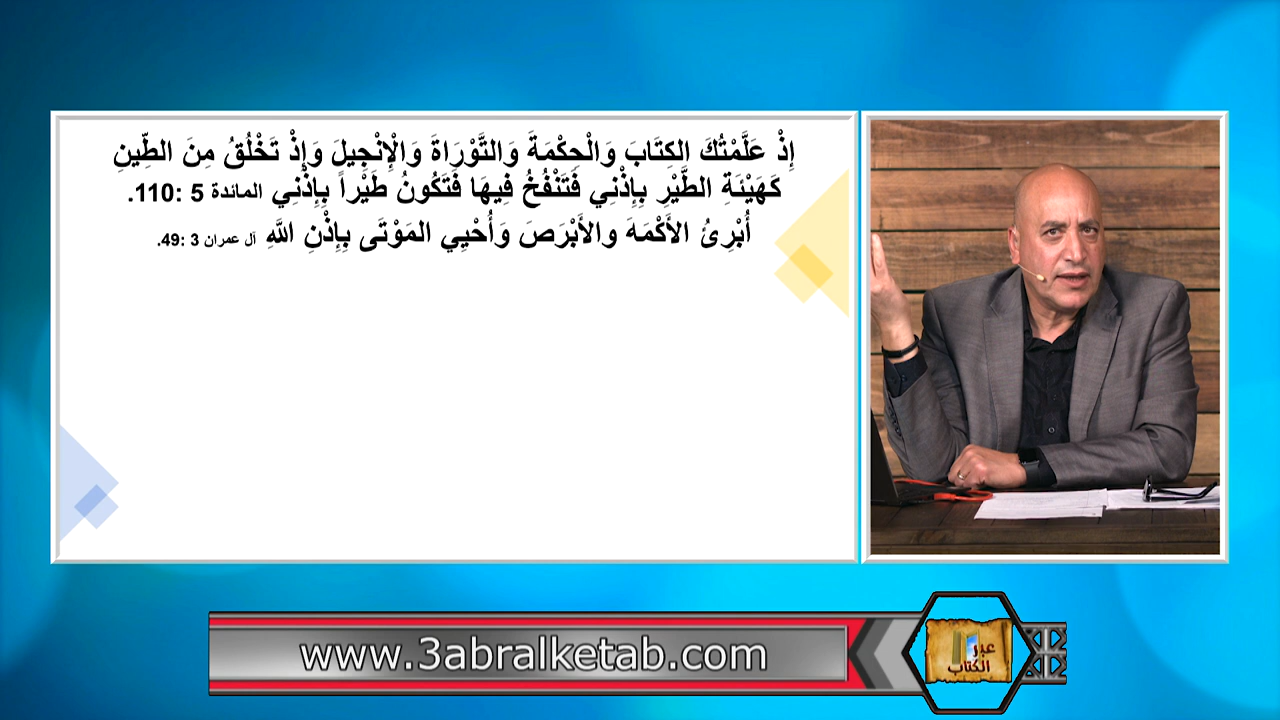 إِذْ عَلَّمْتُكَ الكِتَابَ وَالْحِكْمَةَ وَالتَّوْرَاةَ وَالْإِنْجِيلَ وَإِذْ تَخْلُقُ مِنَ الطِّينِ
كَهَيْئَةِ الطَّيْرِ بِإِذْنِي فَتَنْفُخُ فِيهَا فَتَكُونُ طَيْراً بِإِذْنِي المائدة 5 :110.
أُبْرِئُ الأَكْمَهَ والأَبْرَصَ وَأُحْيِي المَوْتَى بِإِذْنِ اللَّهِ آل عمران 3 :49.
www.3abralketab.com
عبر
الكتاب